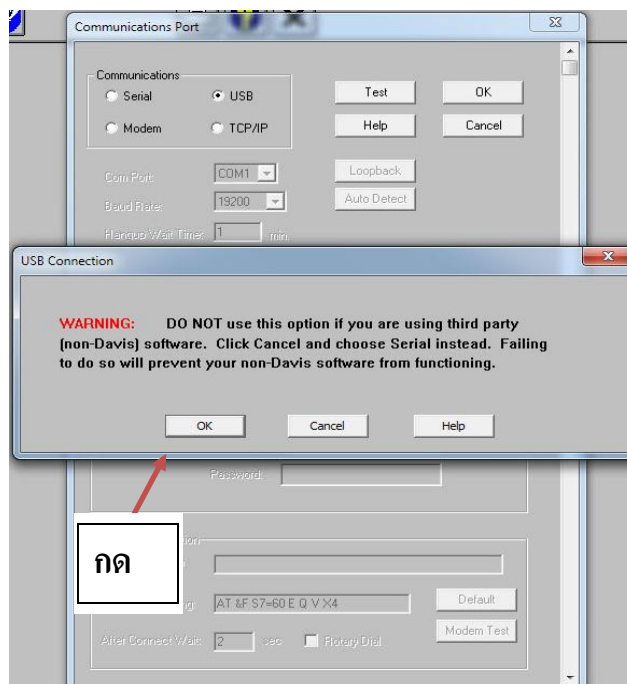 Communications Port
Communications
Serial USB
Modem TCP/IP
Test OK
Help Cancel
Com Port: COM1 Loopback
Baud Rate: 19200 Auto Detect
Hangup Wait Time: 1 min.
USB Connection
WARNING: DO NOT use this option if you are using third party
(non-Davis) software. Click Cancel and choose Serial instead. Failing
to do so will prevent your non-Davis software from functioning.
OK Cancel Help
Password:
กด
AT &F S7=60 E Q V X4 Default
After Connect Wait: 2 sec Rotary Dial Modem Test